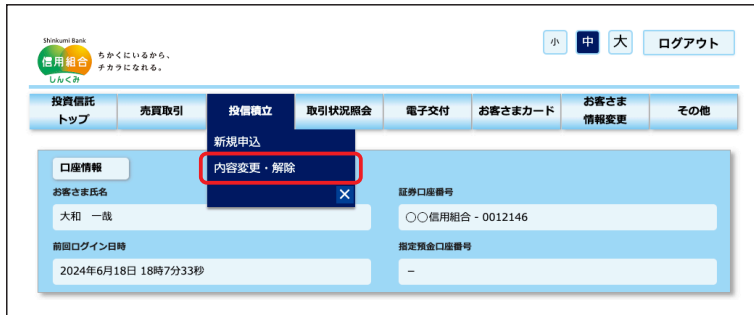 Shinkumi Bank
信用組合
しんくみ
ちかくにいるから、
チカラになれる。
小 中 大 ログアウト
投資信託
トップ
売買取引
投信積立
取引状況照会
電子交付
お客さまカード
お客さま
情報変更
その他
新規申込
内容変更・解除
×
口座情報
お客さま氏名
大和 一哉
証券口座番号
○○信用組合 - 0012146
前回ログイン日時
2024年6月18日 18時7分33秒
指定預金口座番号
－